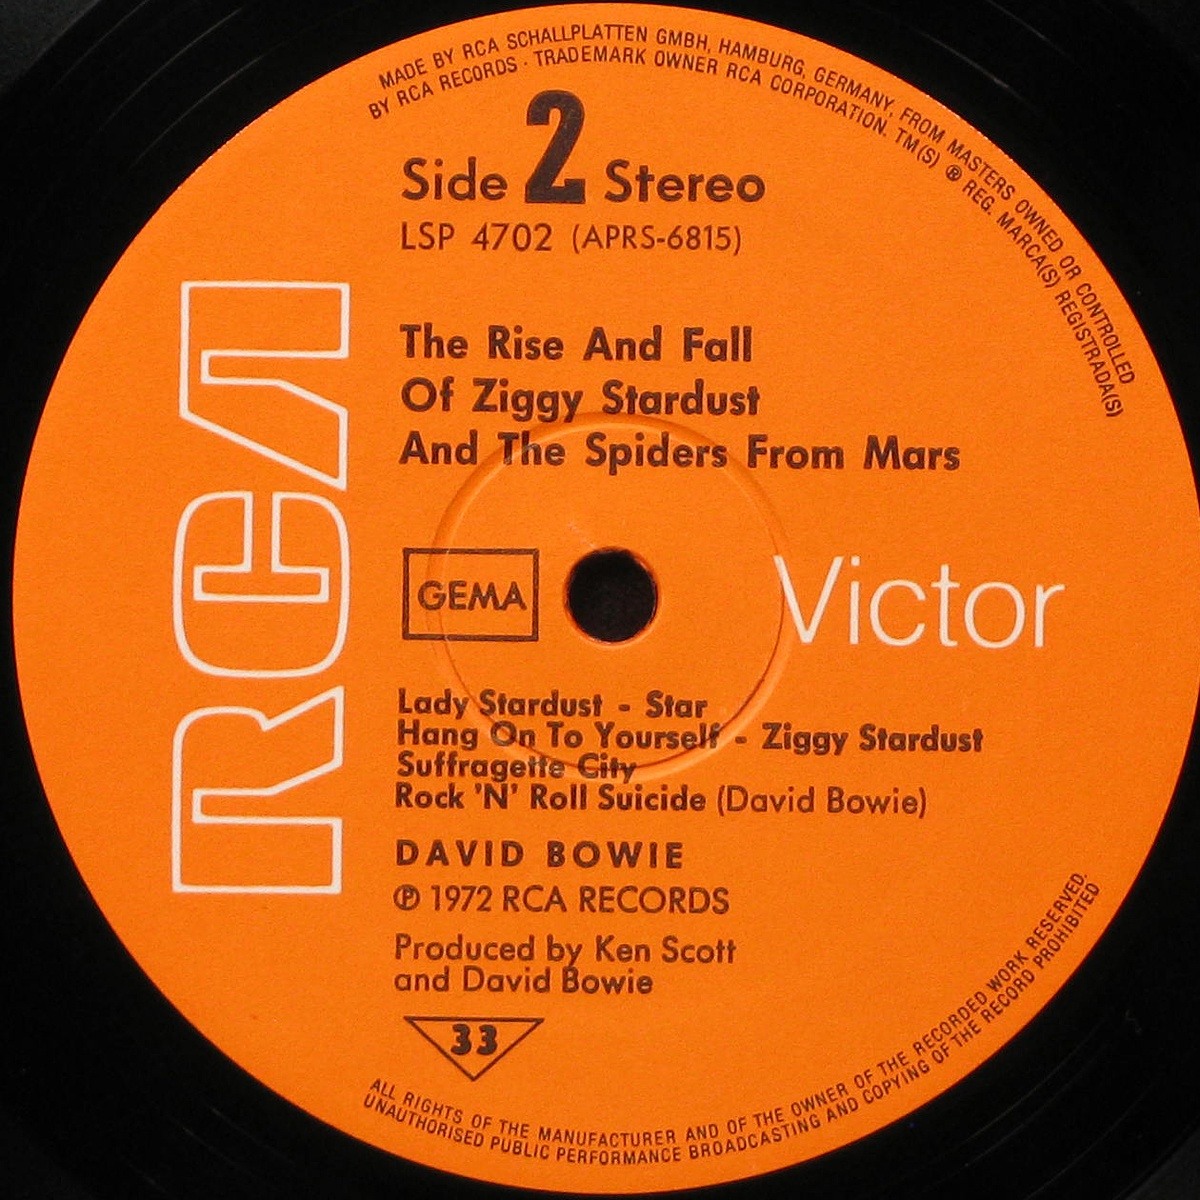 MADE BY RCA SCHALLPLATTEN GMBH, HAMBURG, GERMANY, FROM MASTERS OWNED OR CONTROLLED
BY RCA RECORDS · TRADEMARK OWNER RCA CORPORATION. TM(S) ® REG. MARCA(S) REGISTRADA(S)
Side 2 Stereo
LSP 4702 (APRS-6815)
The Rise And Fall
Of Ziggy Stardust
And The Spiders From Mars
RCA
GEMA
Victor
Lady Stardust - Star
Hang On To Yourself - Ziggy Stardust
Suffragette City
Rock 'N' Roll Suicide (David Bowie)
DAVID BOWIE
℗ 1972 RCA RECORDS
Produced by Ken Scott
and David Bowie
33
ALL RIGHTS OF THE MANUFACTURER AND OF THE OWNER OF THE RECORDED WORK RESERVED.
UNAUTHORISED PUBLIC PERFORMANCE BROADCASTING AND COPYING OF THE RECORD PROHIBITED